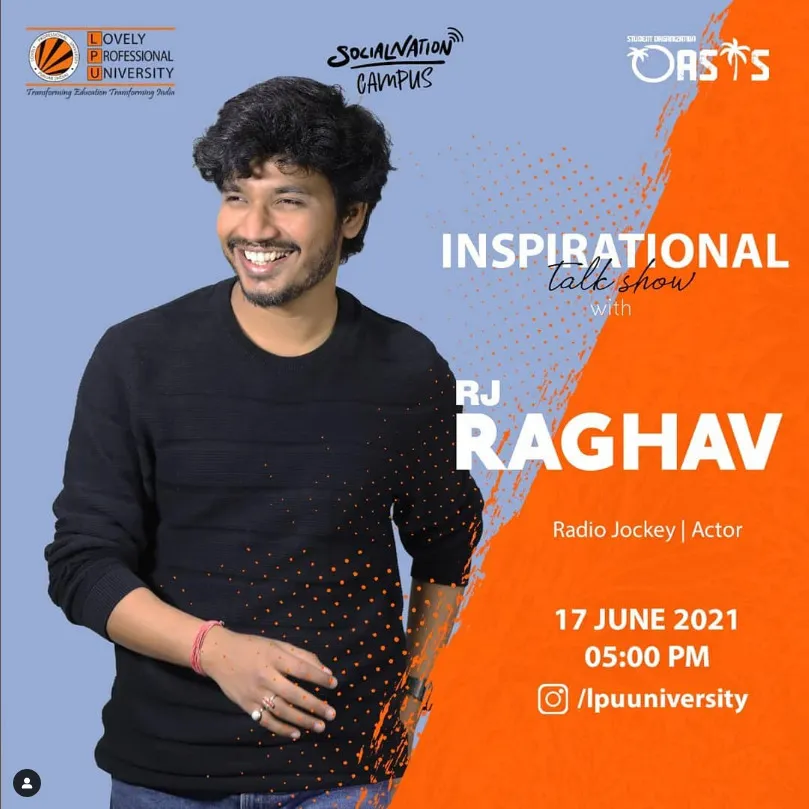 LOVELY
PROFESSIONAL
UNIVERSITY
Transforming Education Transforming India
SOCIALNATION
CAMPUS
STUDENT ORGANIZATION
OASIS
INSPIRATIONAL
talk show
with
RJ
RAGHAV
Radio Jockey | Actor
17 JUNE 2021
05:00 PM
/lpuuniversity